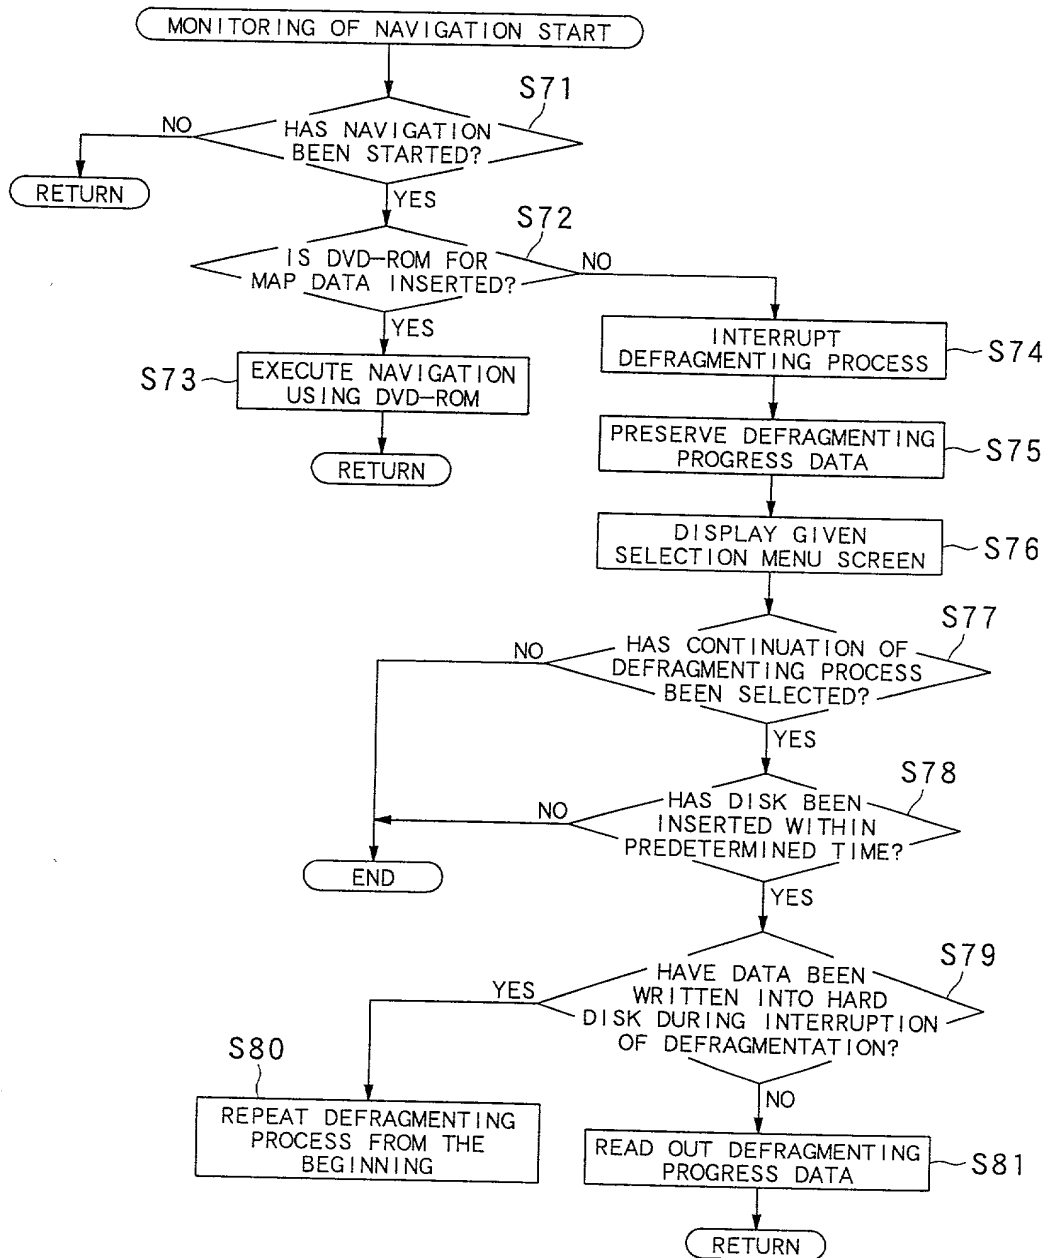 MONITORING OF NAVIGATION START
S71
NO
HAS NAVIGATION
BEEN STARTED?
RETURN
YES
S72
IS DVD-ROM FOR
MAP DATA INSERTED?
NO
YES
INTERRUPT
DEFRAGMENTING PROCESS
S74
S73
EXECUTE NAVIGATION
USING DVD-ROM
PRESERVE DEFRAGMENTING
PROGRESS DATA
S75
RETURN
DISPLAY GIVEN
SELECTION MENU SCREEN
S76
S77
NO
HAS CONTINUATION OF
DEFRAGMENTING PROCESS
BEEN SELECTED?
YES
S78
NO
HAS DISK BEEN
INSERTED WITHIN
PREDETERMINED TIME?
END
YES
S79
YES
HAVE DATA BEEN
WRITTEN INTO HARD
DISK DURING INTERRUPTION
OF DEFRAGMENTATION?
S80
NO
REPEAT DEFRAGMENTING
PROCESS FROM THE
BEGINNING
READ OUT DEFRAGMENTING
PROGRESS DATA
S81
RETURN